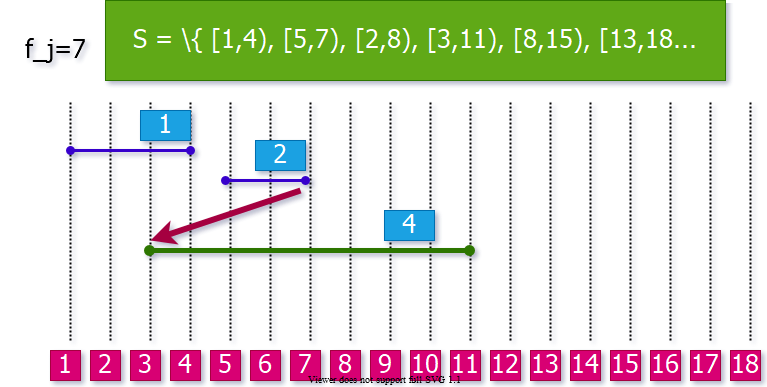 f_j=7
S = \{ [1,4), [5,7), [2,8), [3,11), [8,15), [13,18...
1
2
4
1 2 3 4 5 6 7 8 9 10 11 12 13 14 15 16 17 18
Viewer does not support full SVG 1.1